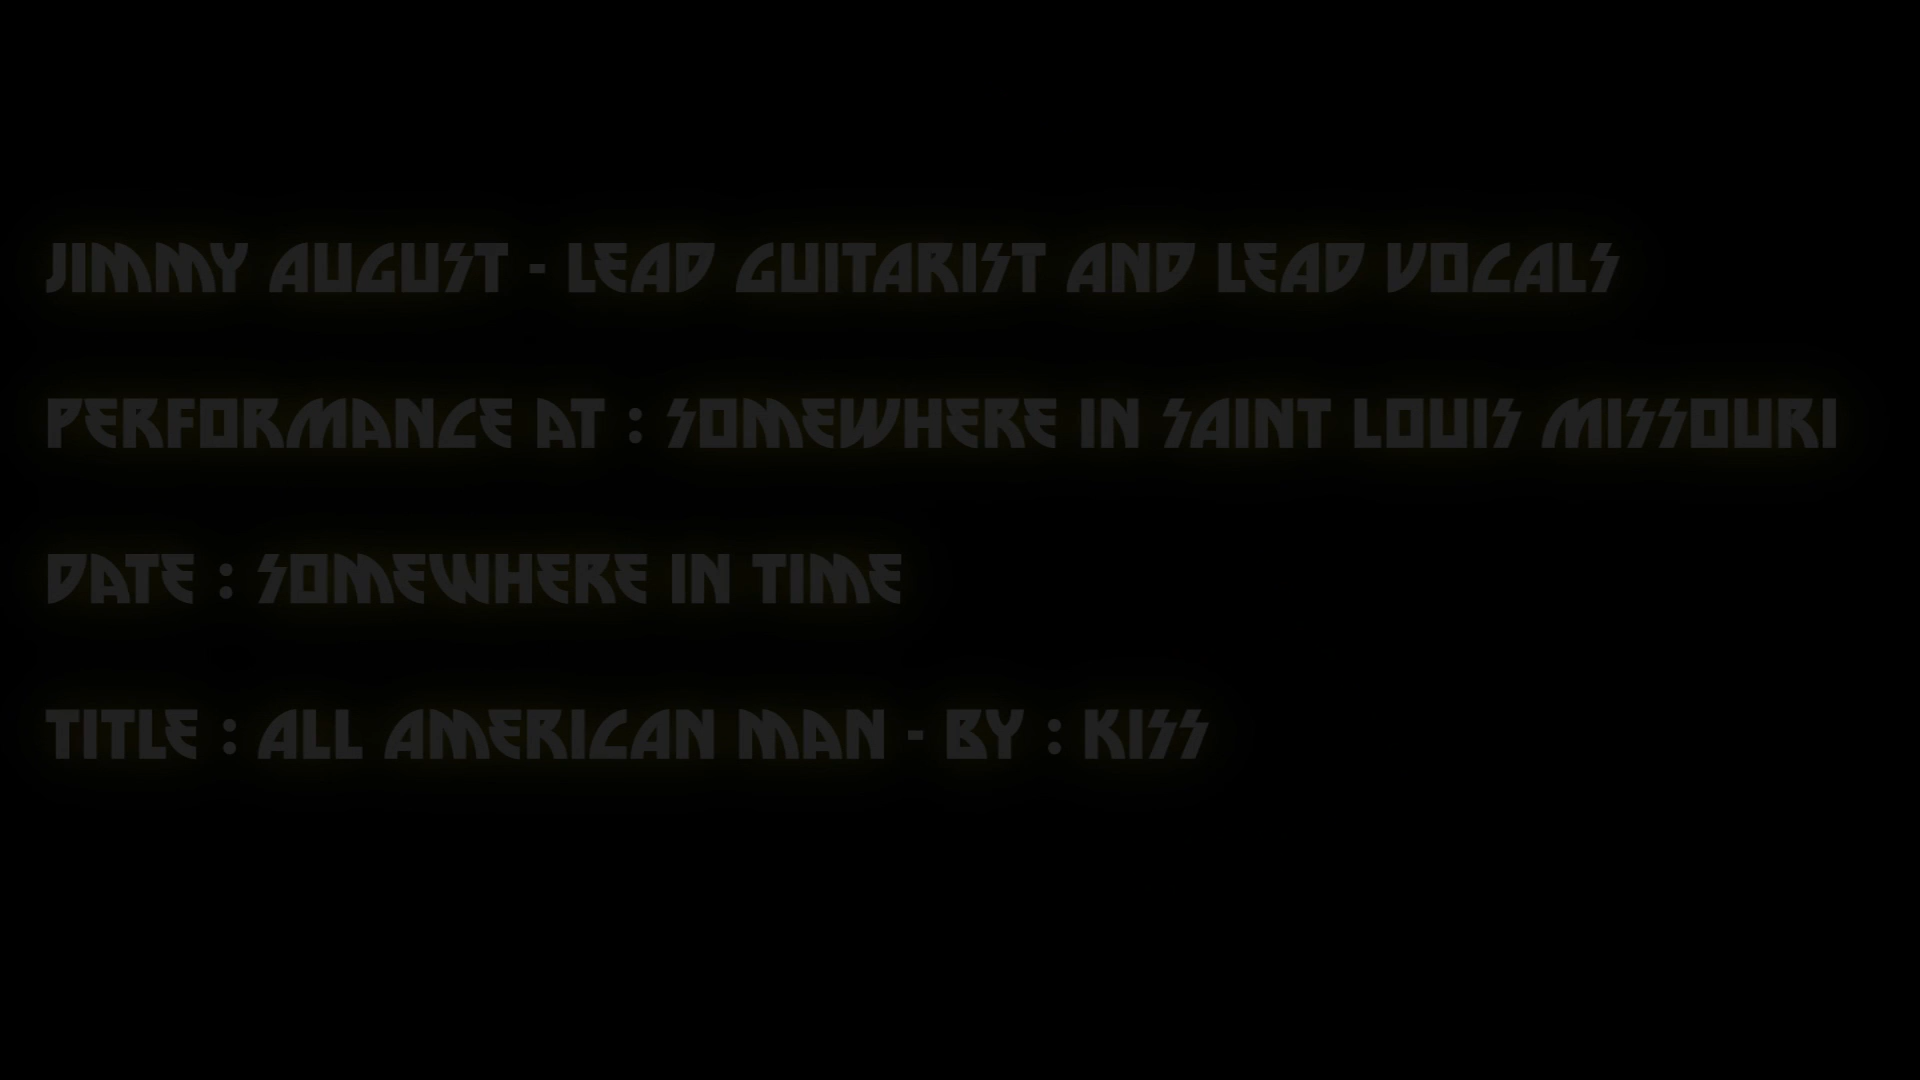 JIMMY AUGUST - LEAD GUITARIST AND LEAD VOCALS
PERFORMANCE AT : SOMEWHERE IN SAINT LOUIS MISSOURI
DATE : SOMEWHERE IN TIME
TITLE : ALL AMERICAN MAN - BY : KISS